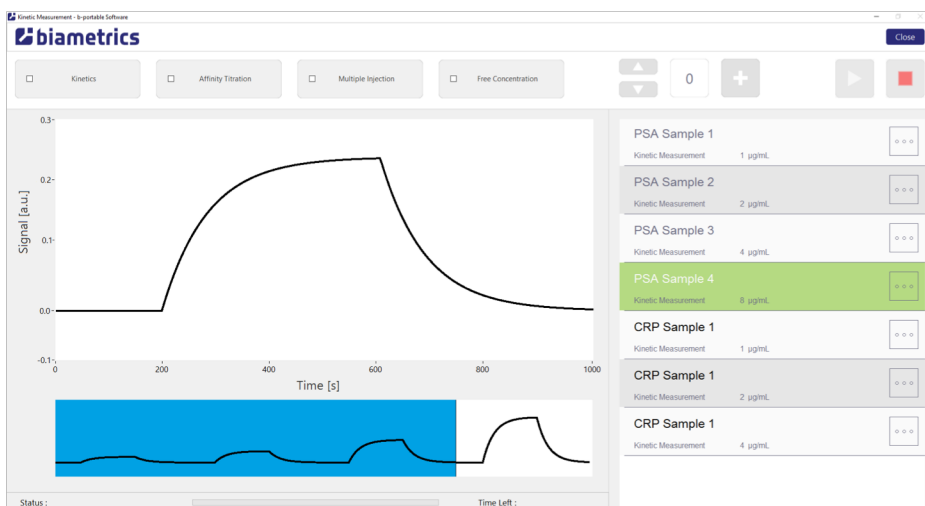 Kinetic Measurement - b-portable Software
biametrics
Close
Kinetics
Affinity Titration
Multiple Injection
Free Concentration
0
Signal [a.u.]
0.3
0.2
0.1
0.0
-0.1
0 200 400 600 800 1000
Time [s]
Status :
Time Left :
PSA Sample 1
Kinetic Measurement 1 µg/mL
PSA Sample 2
Kinetic Measurement 2 µg/mL
PSA Sample 3
Kinetic Measurement 4 µg/mL
PSA Sample 4
Kinetic Measurement 8 µg/mL
CRP Sample 1
Kinetic Measurement 1 µg/mL
CRP Sample 1
Kinetic Measurement 2 µg/mL
CRP Sample 1
Kinetic Measurement 4 µg/mL